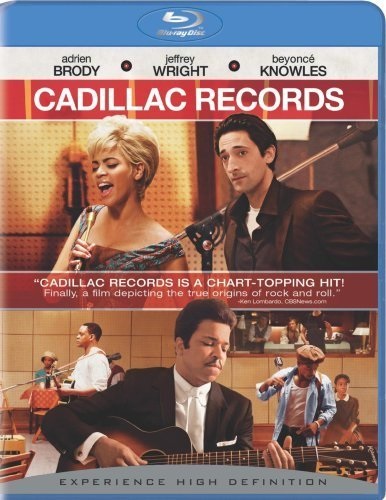 Blu-ray Disc
adrien jeffrey beyoncé
BRODY • WRIGHT • KNOWLES
CADILLAC RECORDS
“CADILLAC RECORDS IS A CHART-TOPPING HIT!
Finally, a film depicting the true origins of rock and roll.”
-Ken Lombardo, CBSNews.com
EXPERIENCE HIGH DEFINITION